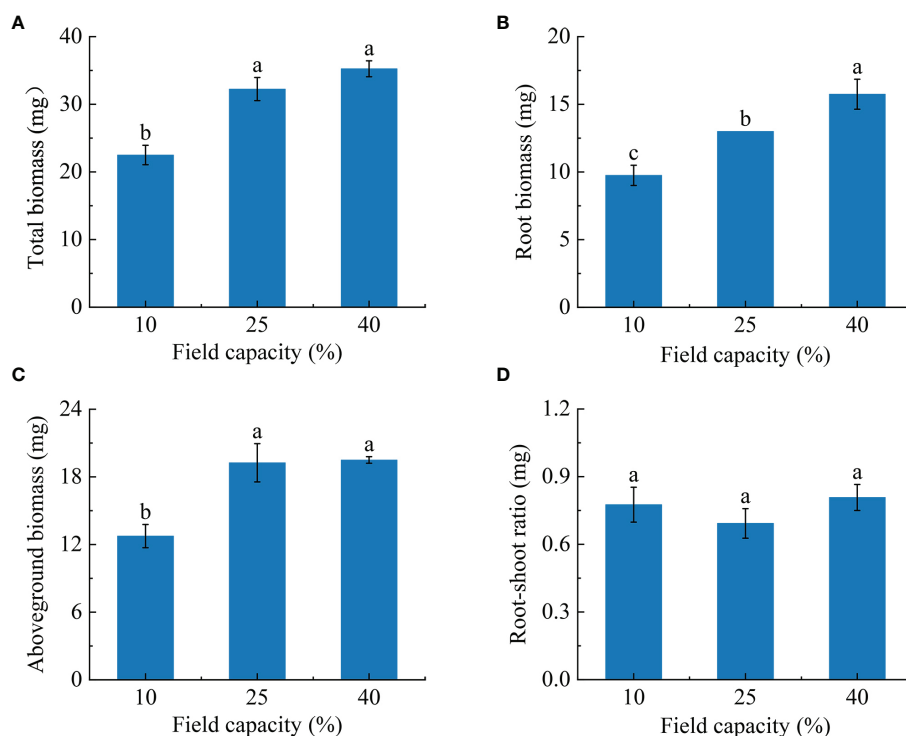 A
Total biomass (mg)
40
30
20
10
0
b
a
a
10
25
40
Field capacity (%)
B
Root biomass (mg)
20
15
10
5
0
c
b
a
10
25
40
Field capacity (%)
C
Aboveground biomass (mg)
24
18
12
6
0
b
a
a
10
25
40
Field capacity (%)
D
Root-shoot ratio (mg)
1.2
0.9
0.6
0.3
0.0
a
a
a
10
25
40
Field capacity (%)